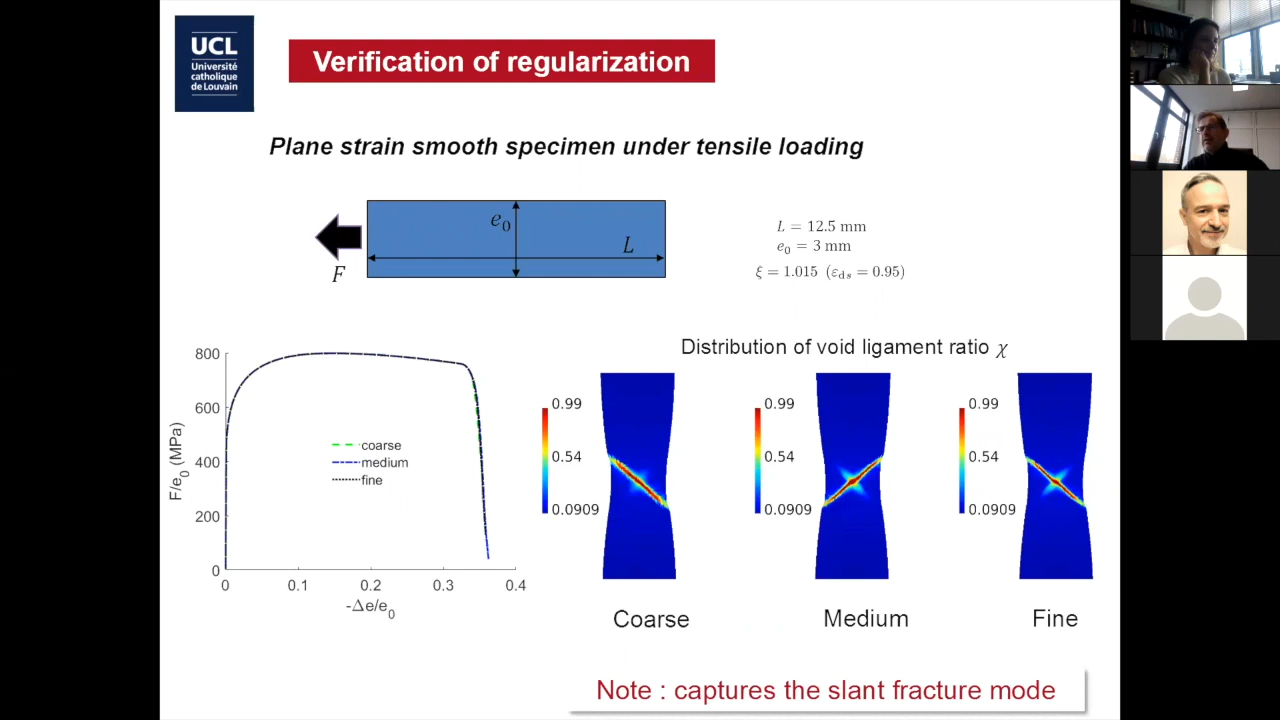 UCL
Université
catholique
de Louvain
Verification of regularization
Plane strain smooth specimen under tensile loading
e₀
L
F
L = 12.5 mm
e₀ = 3 mm
ξ = 1.015 (ε_ds = 0.95)
Distribution of void ligament ratio χ
800
600
400
200
0
F/e₀ (MPa)
coarse
medium
fine
0 0.1 0.2 0.3 0.4
-Δe/e₀
0.99
0.54
0.0909
0.99
0.54
0.0909
0.99
0.54
0.0909
Coarse
Medium
Fine
Note : captures the slant fracture mode